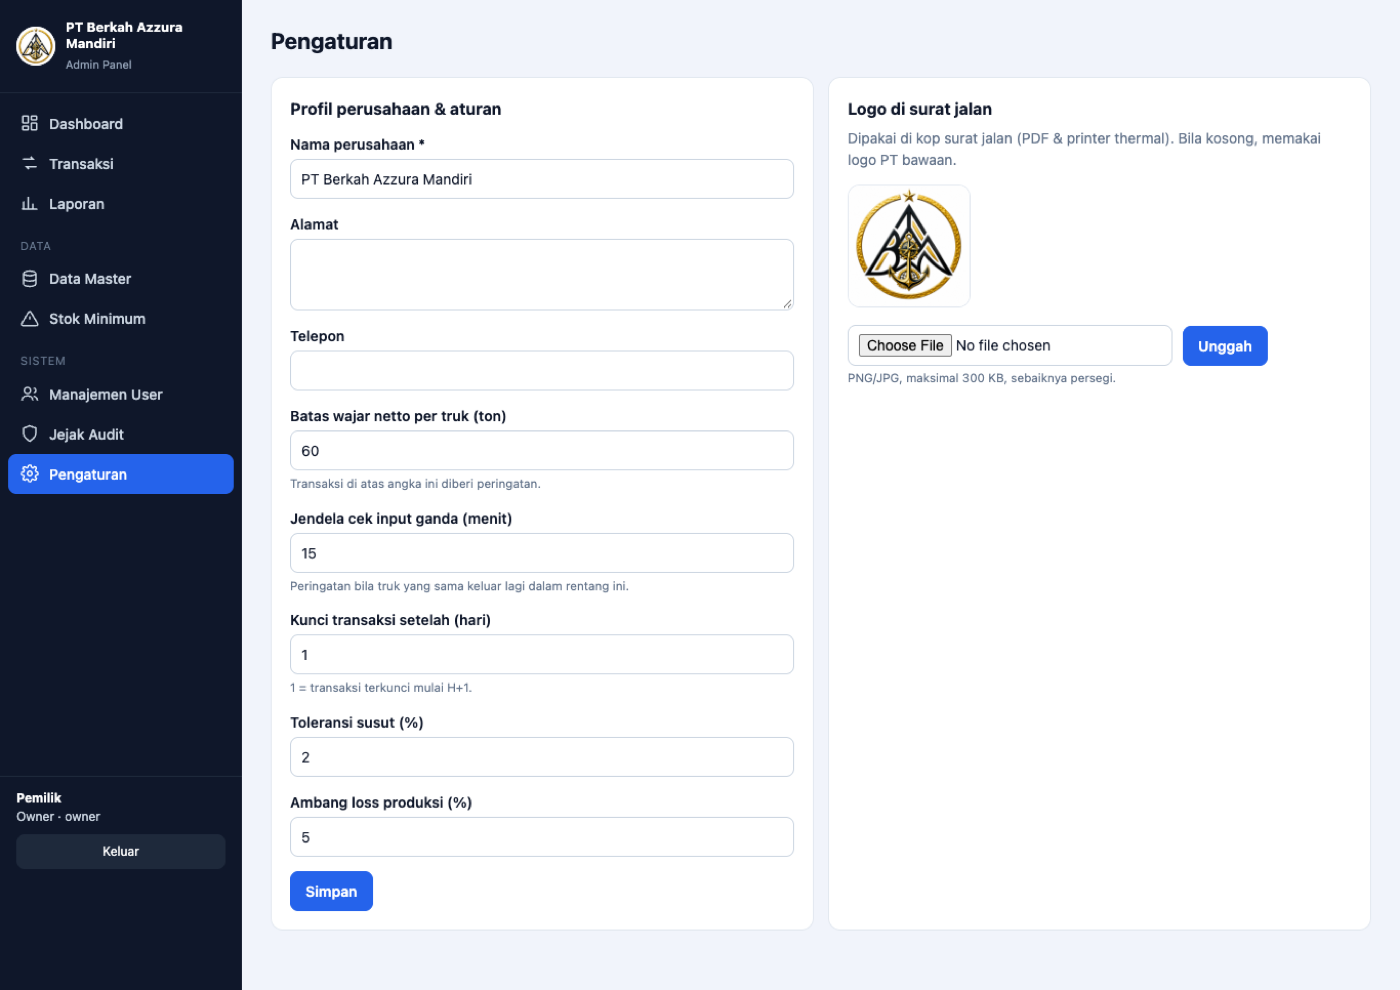 PT Berkah Azzura
Mandiri
Admin Panel
Dashboard
Transaksi
Laporan
DATA
Data Master
Stok Minimum
SISTEM
Manajemen User
Jejak Audit
Pengaturan
Pemilik
Owner · owner
Keluar
Pengaturan
Profil perusahaan & aturan
Nama perusahaan *
PT Berkah Azzura Mandiri
Alamat
Telepon
Batas wajar netto per truk (ton)
60
Transaksi di atas angka ini diberi peringatan.
Jendela cek input ganda (menit)
15
Peringatan bila truk yang sama keluar lagi dalam rentang ini.
Kunci transaksi setelah (hari)
1
1 = transaksi terkunci mulai H+1.
Toleransi susut (%)
2
Ambang loss produksi (%)
5
Simpan
Logo di surat jalan
Dipakai di kop surat jalan (PDF & printer thermal). Bila kosong, memakai
logo PT bawaan.
Choose File No file chosen
Unggah
PNG/JPG, maksimal 300 KB, sebaiknya persegi.